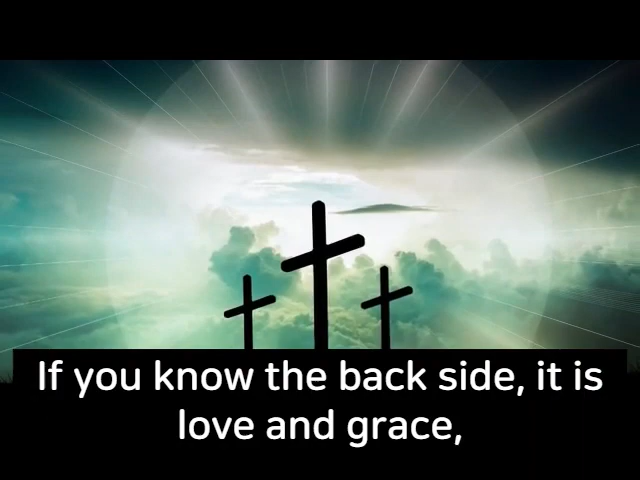 If you know the back side, it is
love and grace,